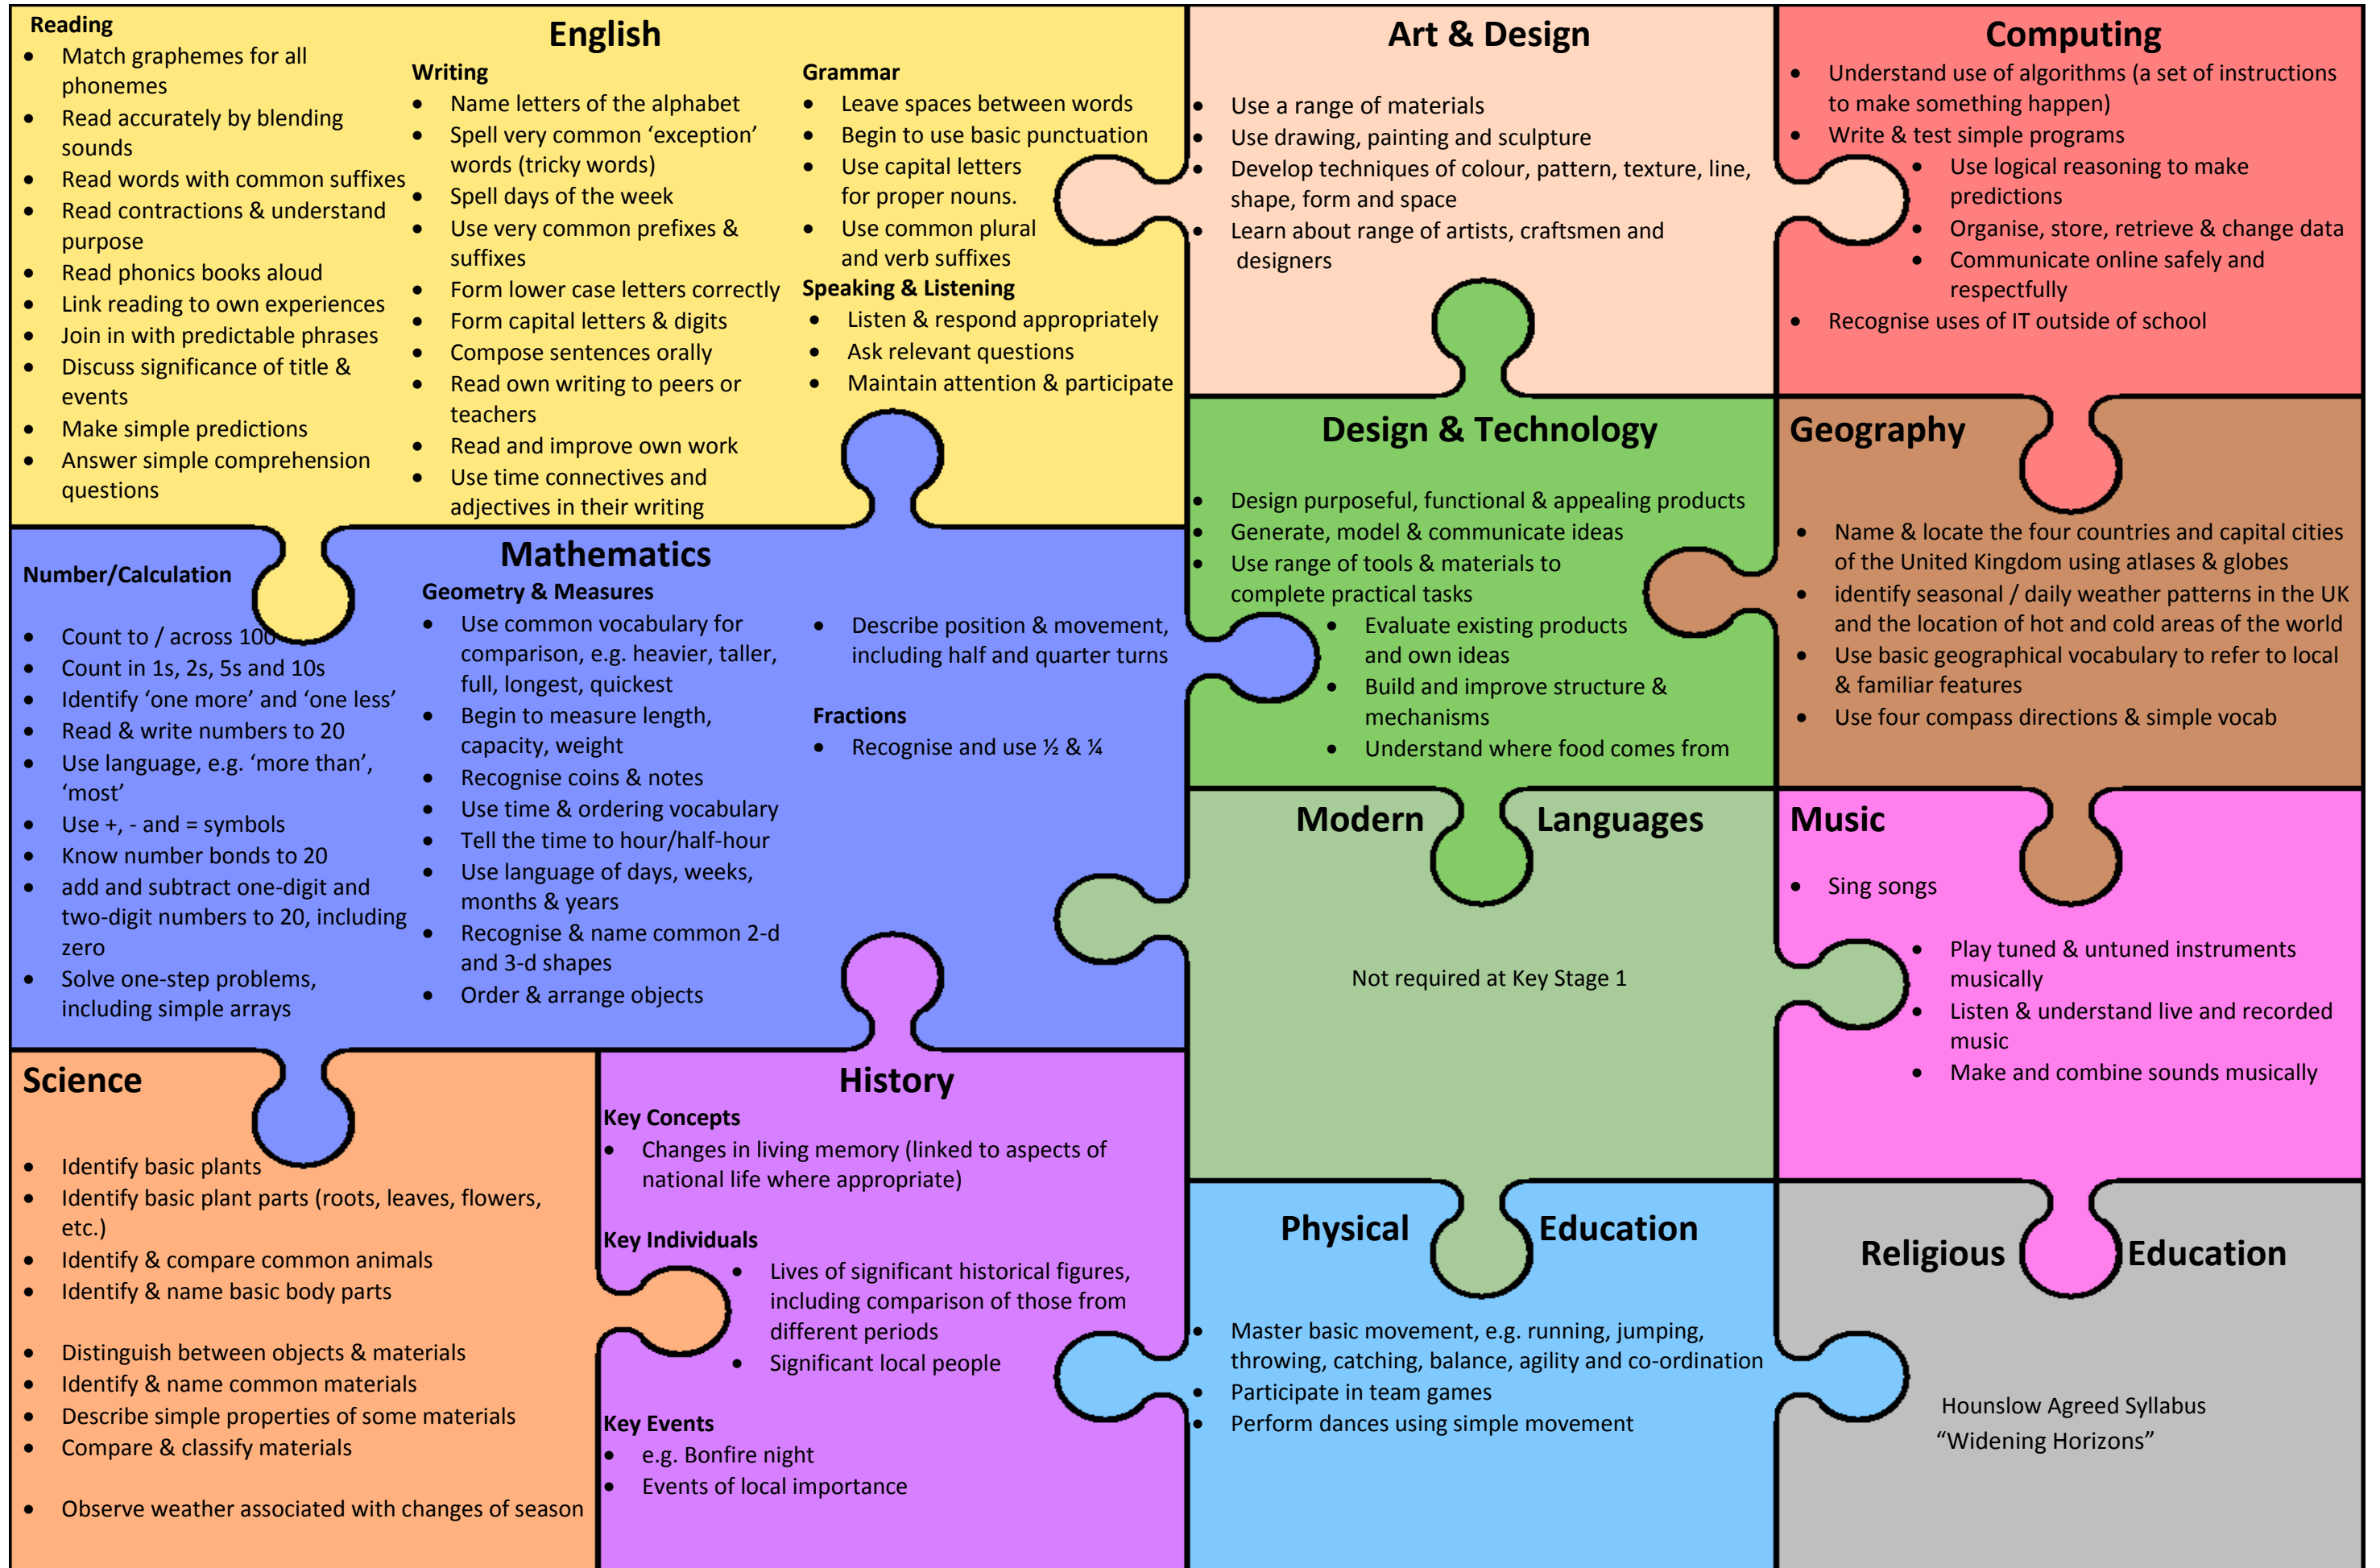 English
Reading
• Match graphemes for all
phonemes
• Read accurately by blending
sounds
• Read words with common suffixes
• Read contractions & understand
purpose
• Read phonics books aloud
• Link reading to own experiences
• Join in with predictable phrases
• Discuss significance of title &
events
• Make simple predictions
• Answer simple comprehension
questions
Writing
• Name letters of the alphabet
• Spell very common ‘exception’
words (tricky words)
• Spell days of the week
• Use very common prefixes &
suffixes
• Form lower case letters correctly
• Form capital letters & digits
• Compose sentences orally
• Read own writing to peers or
teachers
• Read and improve own work
• Use time connectives and
adjectives in their writing
Grammar
• Leave spaces between words
• Begin to use basic punctuation
• Use capital letters
for proper nouns.
• Use common plural
and verb suffixes
Speaking & Listening
• Listen & respond appropriately
• Ask relevant questions
• Maintain attention & participate
Art & Design
• Use a range of materials
• Use drawing, painting and sculpture
• Develop techniques of colour, pattern, texture, line,
shape, form and space
• Learn about range of artists, craftsmen and
designers
Computing
• Understand use of algorithms (a set of instructions
to make something happen)
• Write & test simple programs
• Use logical reasoning to make
predictions
• Organise, store, retrieve & change data
• Communicate online safely and
respectfully
• Recognise uses of IT outside of school
Design & Technology
• Design purposeful, functional & appealing products
• Generate, model & communicate ideas
• Use range of tools & materials to
complete practical tasks
• Evaluate existing products
and own ideas
• Build and improve structure &
mechanisms
• Understand where food comes from
Geography
• Name & locate the four countries and capital cities
of the United Kingdom using atlases & globes
• identify seasonal / daily weather patterns in the UK
and the location of hot and cold areas of the world
• Use basic geographical vocabulary to refer to local
& familiar features
• Use four compass directions & simple vocab
Mathematics
Number/Calculation
• Count to / across 100
• Count in 1s, 2s, 5s and 10s
• Identify ‘one more’ and ‘one less’
• Read & write numbers to 20
• Use language, e.g. ‘more than’,
‘most’
• Use +, - and = symbols
• Know number bonds to 20
• add and subtract one-digit and
two-digit numbers to 20, including
zero
• Solve one-step problems,
including simple arrays
Geometry & Measures
• Use common vocabulary for
comparison, e.g. heavier, taller,
full, longest, quickest
• Begin to measure length,
capacity, weight
• Recognise coins & notes
• Use time & ordering vocabulary
• Tell the time to hour/half-hour
• Use language of days, weeks,
months & years
• Recognise & name common 2-d
and 3-d shapes
• Order & arrange objects
• Describe position & movement,
including half and quarter turns
Fractions
• Recognise and use ½ & ¼
Modern Languages
Not required at Key Stage 1
Music
• Sing songs
• Play tuned & untuned instruments
musically
• Listen & understand live and recorded
music
• Make and combine sounds musically
Science
• Identify basic plants
• Identify basic plant parts (roots, leaves, flowers,
etc.)
• Identify & compare common animals
• Identify & name basic body parts
• Distinguish between objects & materials
• Identify & name common materials
• Describe simple properties of some materials
• Compare & classify materials
• Observe weather associated with changes of season
History
Key Concepts
• Changes in living memory (linked to aspects of
national life where appropriate)
Key Individuals
• Lives of significant historical figures,
including comparison of those from
different periods
• Significant local people
Key Events
• e.g. Bonfire night
• Events of local importance
Physical Education
• Master basic movement, e.g. running, jumping,
throwing, catching, balance, agility and co-ordination
• Participate in team games
• Perform dances using simple movement
Religious Education
Hounslow Agreed Syllabus
“Widening Horizons”